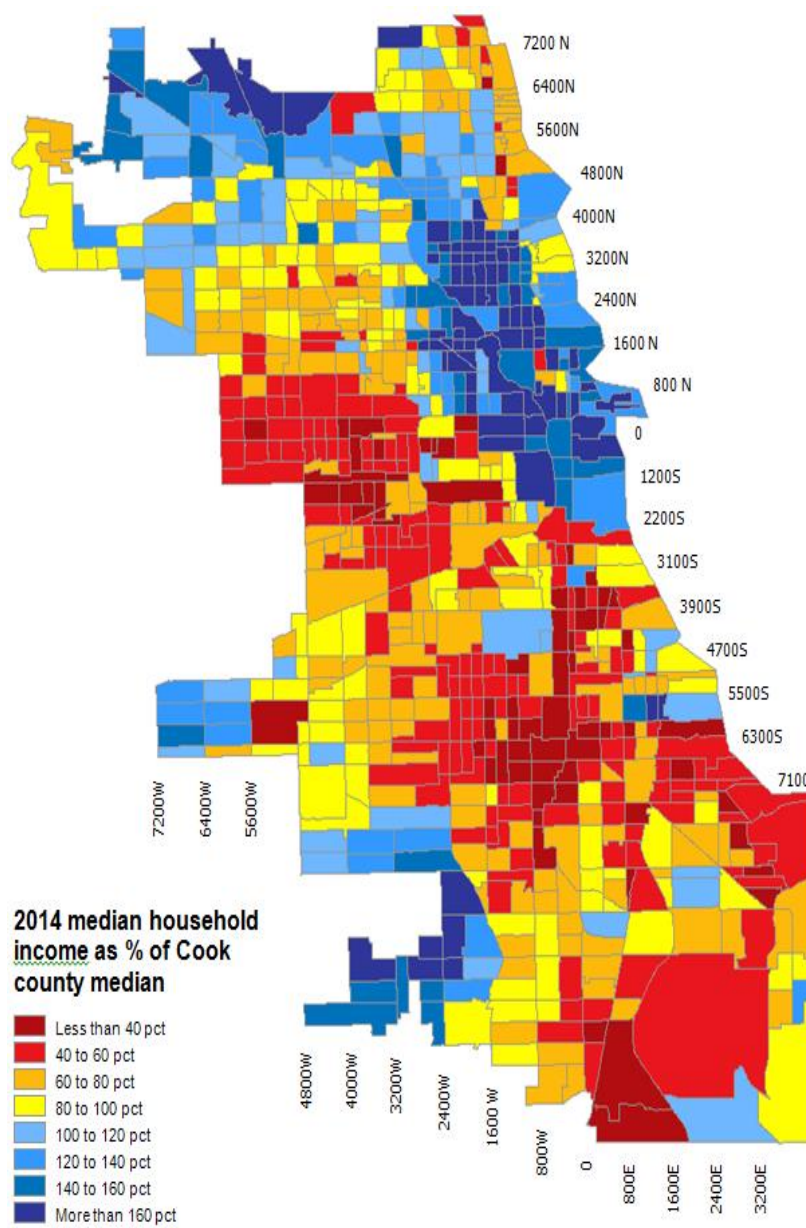 7200 N
6400N
5600N
4800N
4000N
3200N
2400N
1600 N
800 N
0
1200S
2200S
3100S
3900S
4700S
5500S
6300S
7100
7200W
6400W
5600W
2014 median household
income as % of Cook
county median
Less than 40 pct
40 to 60 pct
60 to 80 pct
80 to 100 pct
100 to 120 pct
120 to 140 pct
140 to 160 pct
More than 160 pct
4800W
4000W
3200W
2400W
1600 W
800W
0
800E
1600E
2400E
3200E